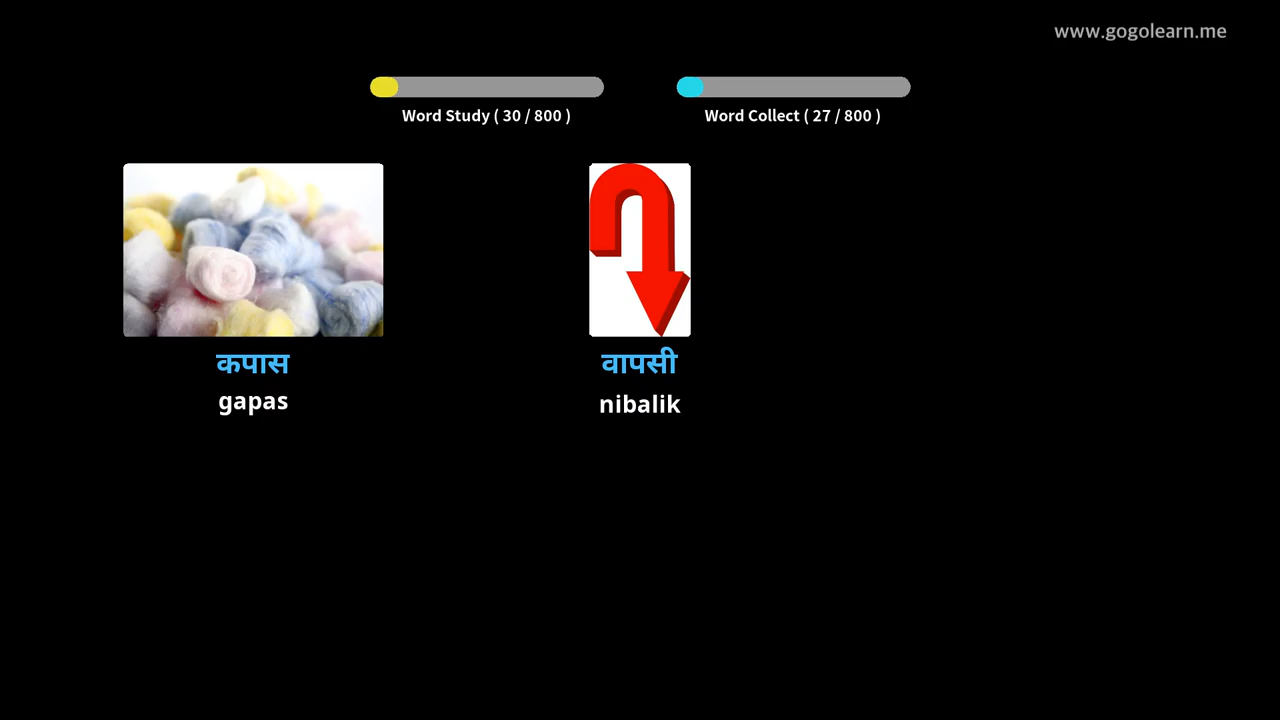 www.gogolearn.me
Word Study ( 30 / 800 )
Word Collect ( 27 / 800 )
कपास
gapas
वापसी
nibalik